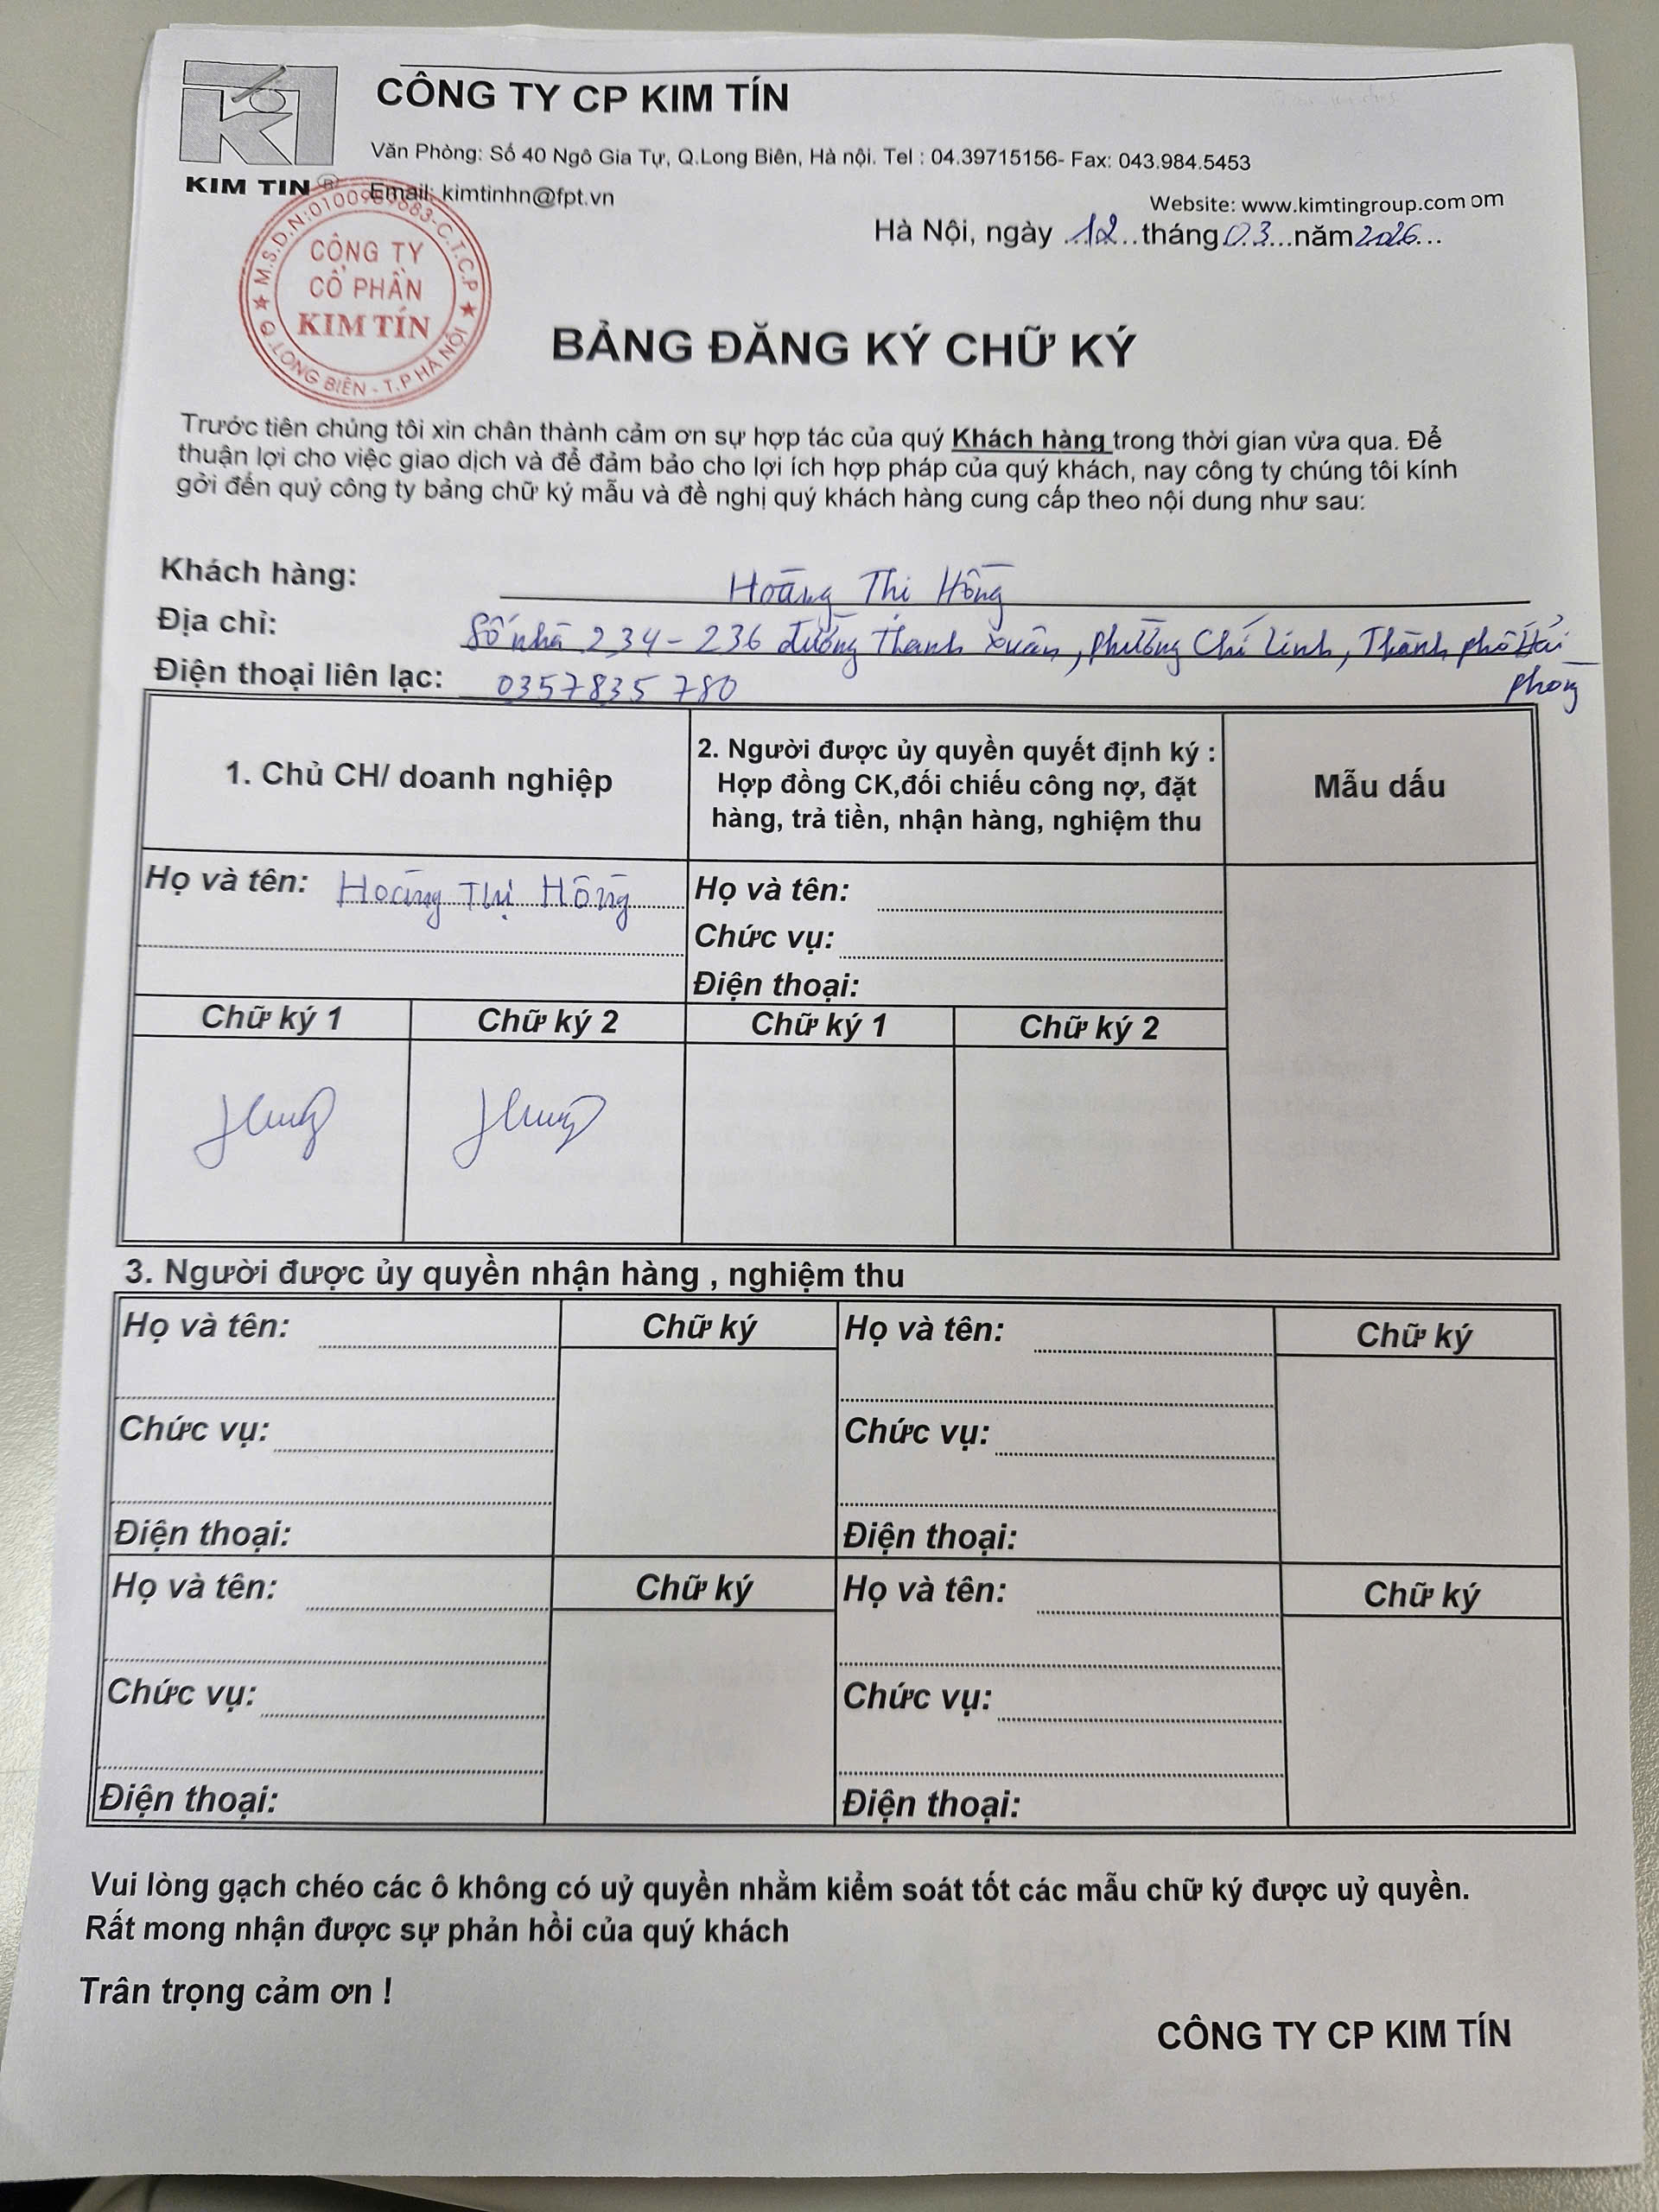 CÔNG TY CP KIM TÍN
Văn Phòng: Số 40 Ngô Gia Tự, Q.Long Biên, Hà nội. Tel : 04.39715156- Fax: 043.984.5453
KIM TIN ®
Email: kimtinhn@fpt.vn
Website: www.kimtingroup.com om
Hà Nội, ngày 12 tháng 03 năm 2026
M.S.D.N:0100989683-C.T.C.P
CÔNG TY
CỔ PHẦN
KIM TÍN
Q.LONG BIÊN - T.P HÀ NỘI
BẢNG ĐĂNG KÝ CHỮ KÝ
Trước tiên chúng tôi xin chân thành cảm ơn sự hợp tác của quý Khách hàng trong thời gian vừa qua. Để
thuận lợi cho việc giao dịch và để đảm bảo cho lợi ích hợp pháp của quý khách, nay công ty chúng tôi kính
gởi đến quý công ty bảng chữ ký mẫu và đề nghị quý khách hàng cung cấp theo nội dung như sau:
Khách hàng: Hoàng Thi Hồng
Địa chỉ: Số nhà 234 - 236 đường Thanh Xuân, phường Chí Linh, Thành phố Hải
phong
Điện thoại liên lạc: 0357835 780
1. Chủ CH/ doanh nghiệp
2. Người được ủy quyền quyết định ký :
Hợp đồng CK,đối chiếu công nợ, đặt
hàng, trả tiền, nhận hàng, nghiệm thu
Mẫu dấu
Họ và tên: Hoàng Thị Hồng
Họ và tên:
Chức vụ:
Điện thoại:
Chữ ký 1
Chữ ký 2
Chữ ký 1
Chữ ký 2
3. Người được ủy quyền nhận hàng , nghiệm thu
Họ và tên:
Chữ ký
Họ và tên:
Chữ ký
Chức vụ:
Chức vụ:
Điện thoại:
Điện thoại:
Họ và tên:
Chữ ký
Họ và tên:
Chữ ký
Chức vụ:
Chức vụ:
Điện thoại:
Điện thoại:
Vui lòng gạch chéo các ô không có uỷ quyền nhằm kiểm soát tốt các mẫu chữ ký được uỷ quyền.
Rất mong nhận được sự phản hồi của quý khách
Trân trọng cảm ơn !
CÔNG TY CP KIM TÍN